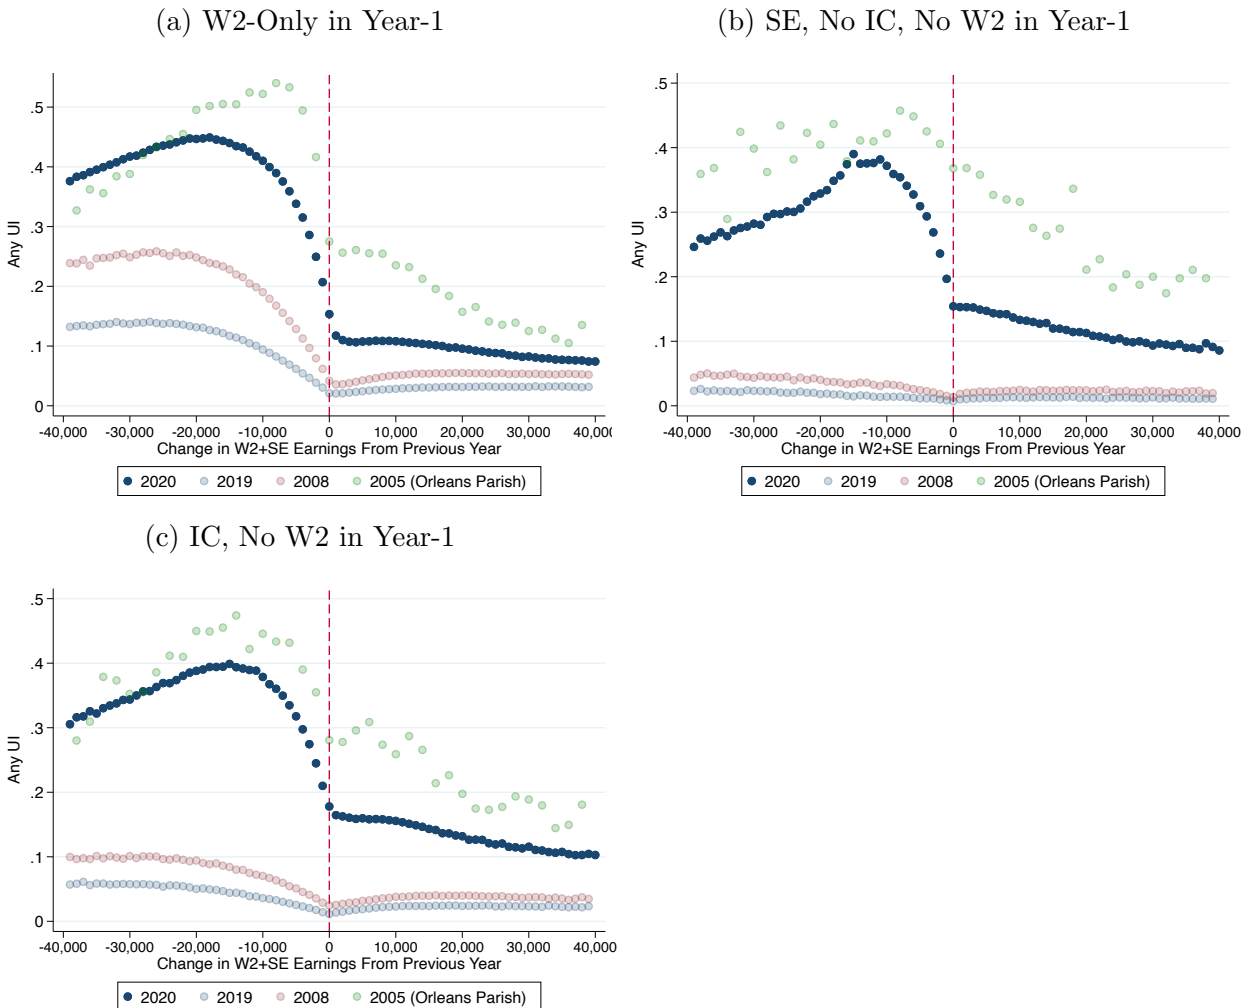 (a) W2-Only in Year-1
Any UI
.5
.4
.3
.2
.1
0
-40,000 -30,000 -20,000 -10,000 0 10,000 20,000 30,000 40,000
Change in W2+SE Earnings From Previous Year
2020 2019 2008 2005 (Orleans Parish)
(b) SE, No IC, No W2 in Year-1
Any UI
.5
.4
.3
.2
.1
0
-40,000 -30,000 -20,000 -10,000 0 10,000 20,000 30,000 40,000
Change in W2+SE Earnings From Previous Year
2020 2019 2008 2005 (Orleans Parish)
(c) IC, No W2 in Year-1
Any UI
.5
.4
.3
.2
.1
0
-40,000 -30,000 -20,000 -10,000 0 10,000 20,000 30,000 40,000
Change in W2+SE Earnings From Previous Year
2020 2019 2008 2005 (Orleans Parish)